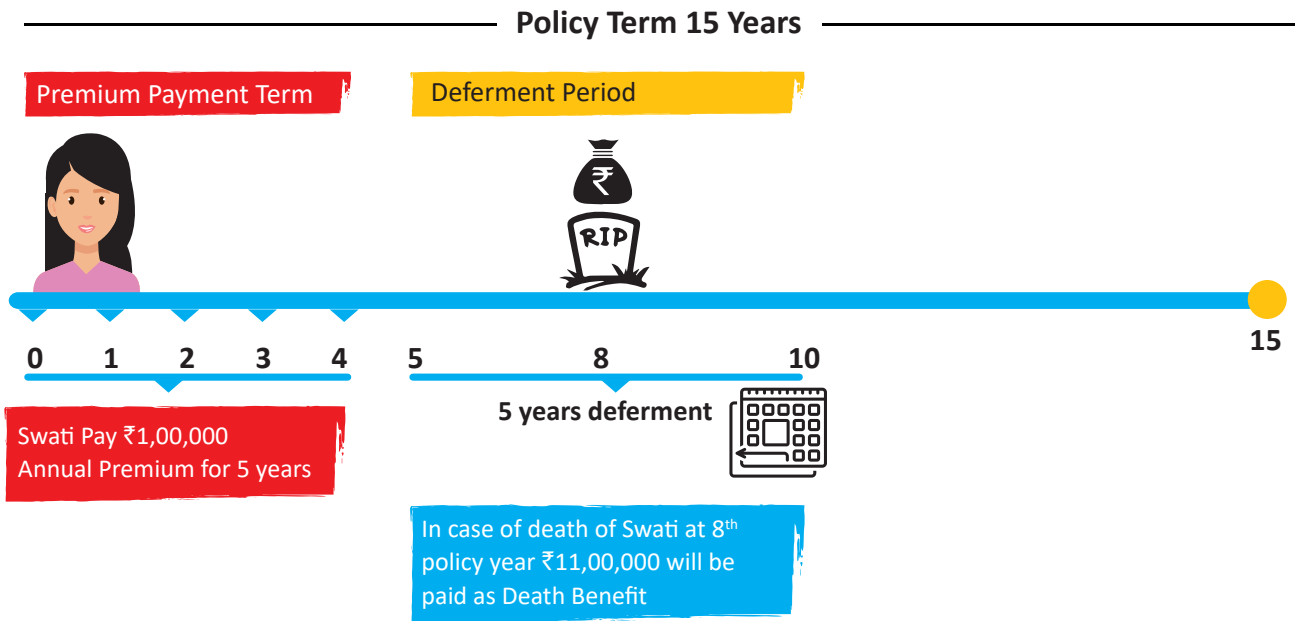 Policy Term 15 Years
Premium Payment Term
Deferment Period
₹
RIP
0 1 2 3 4 5 8 10 15
5 years deferment
Swati Pay ₹1,00,000
Annual Premium for 5 years
In case of death of Swati at 8th
policy year ₹11,00,000 will be
paid as Death Benefit